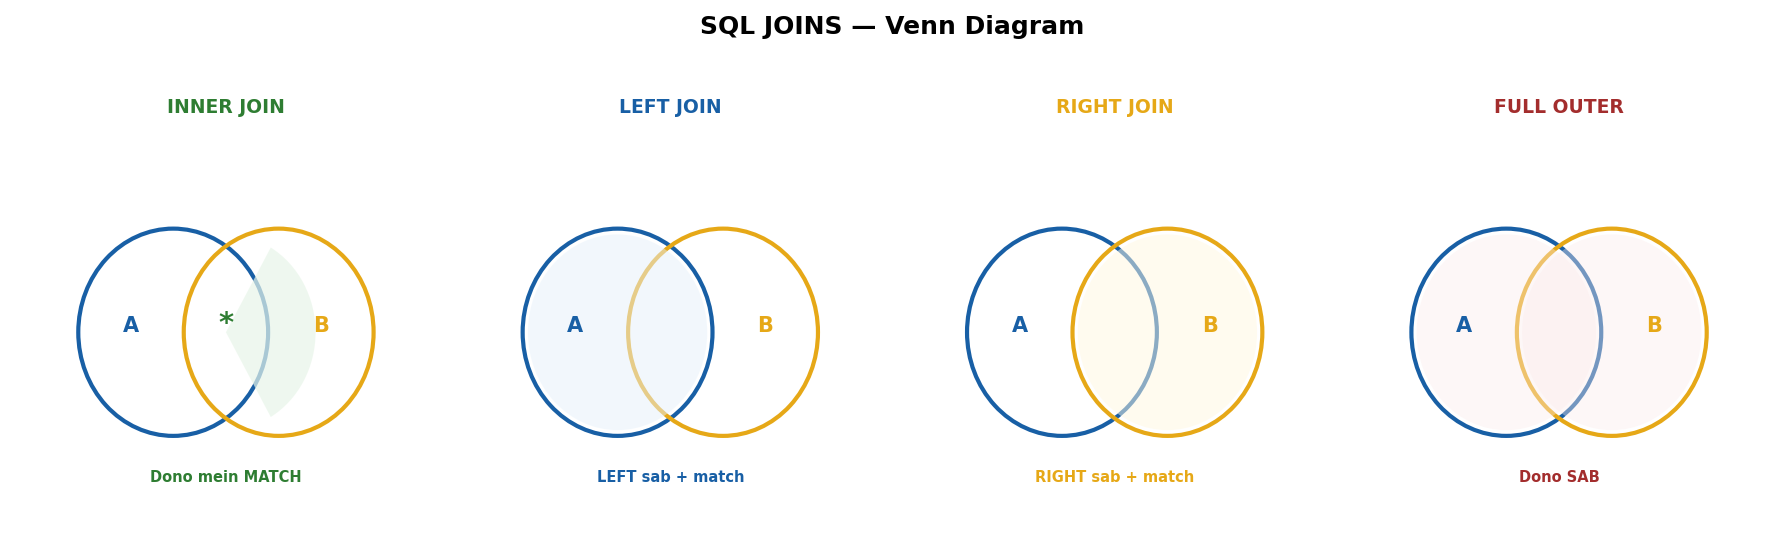 SQL JOINS — Venn Diagram
INNER JOIN
LEFT JOIN
RIGHT JOIN
FULL OUTER
A
*
B
A
B
A
B
A
B
Dono mein MATCH
LEFT sab + match
RIGHT sab + match
Dono SAB